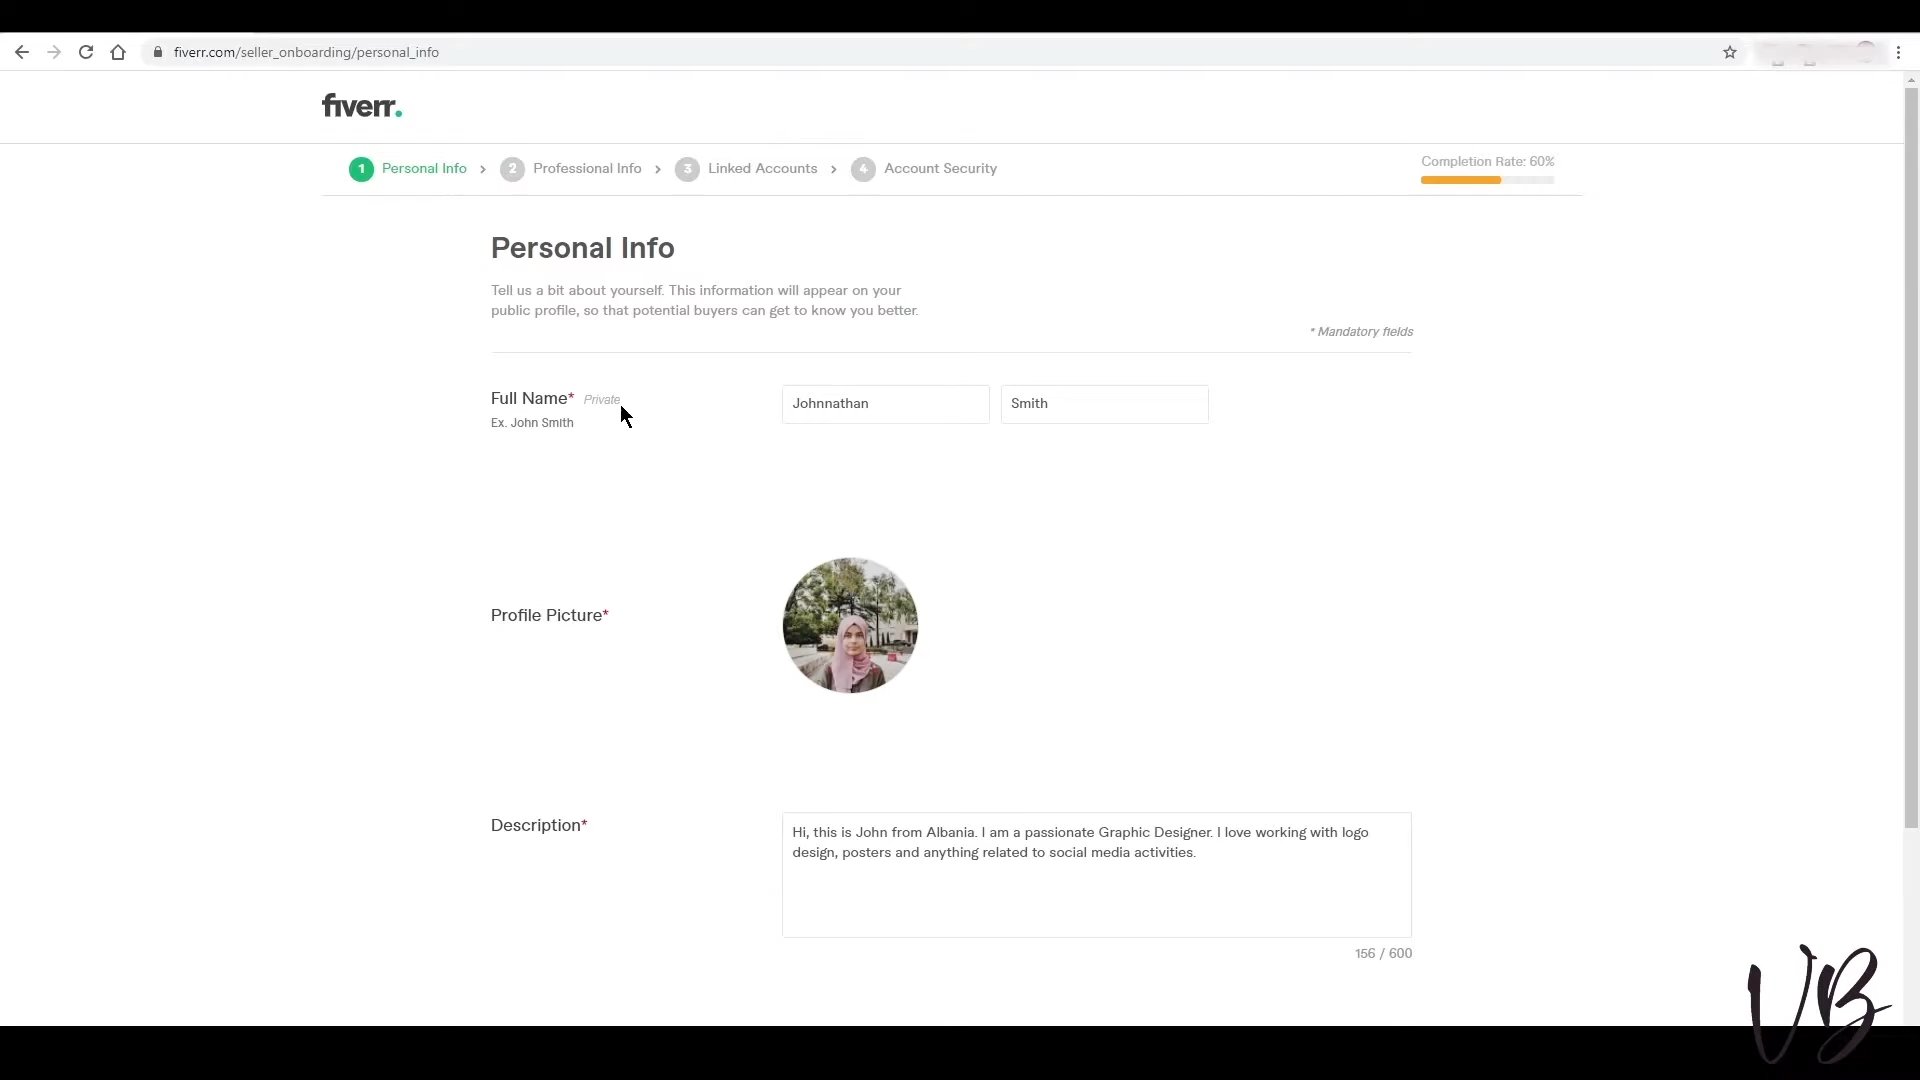 fiverr.com/seller_onboarding/personal_info
fiverr.
1 Personal Info > 2 Professional Info > 3 Linked Accounts > 4 Account Security
Completion Rate: 60%
Personal Info
Tell us a bit about yourself. This information will appear on your
public profile, so that potential buyers can get to know you better.
* Mandatory fields
Full Name* Private
Johnnathan
Smith
Ex. John Smith
Profile Picture*
Description*
Hi, this is John from Albania. I am a passionate Graphic Designer. I love working with logo
design, posters and anything related to social media activities.
156 / 600
VB